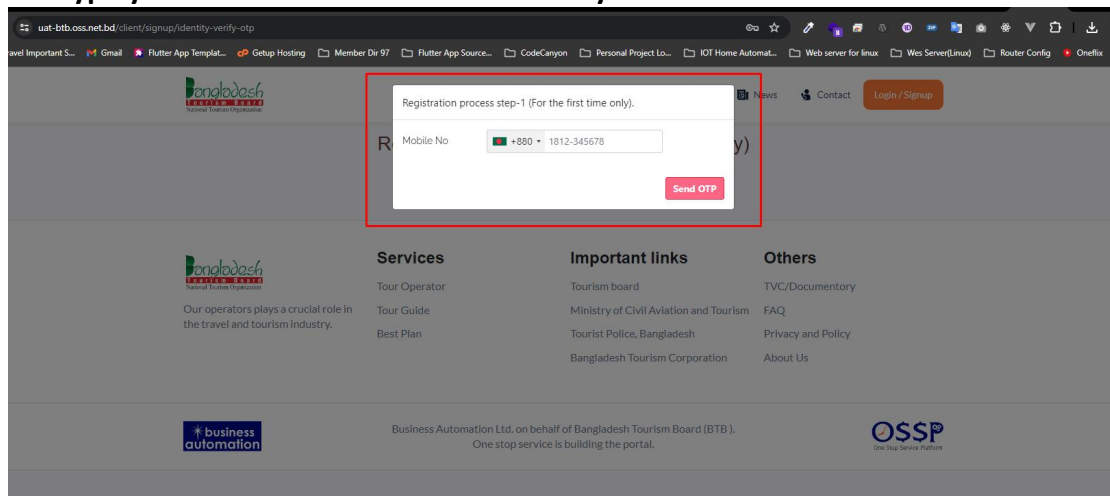 uat-btb.oss.net.bd/client/signup/identity-verify-otp
ravel Important S... Gmail Flutter App Templat... Getup Hosting Member Dir 97 Flutter App Source... CodeCanyon Personal Project Lo... IOT Home Automat... Web server for linux Wes Server(Linux) Router Config Oneflix
Bangladesh
Tourism Board
National Tourism Organization
News Contact Login / Signup
Registration process step-1 (For the first time only).
Mobile No +880 1812-345678
R y)
Send OTP
Bangladesh
Tourism Board
National Tourism Organization
Our operators plays a crucial role in
the travel and tourism industry.
Services
Tour Operator
Tour Guide
Best Plan
Important links
Tourism board
Ministry of Civil Aviation and Tourism
Tourist Police, Bangladesh
Bangladesh Tourism Corporation
Others
TVC/Documentory
FAQ
Privacy and Policy
About Us
business
automation
Business Automation Ltd. on behalf of Bangladesh Tourism Board (BTB ).
One stop service is building the portal.
OSSP
One Stop Service Platform